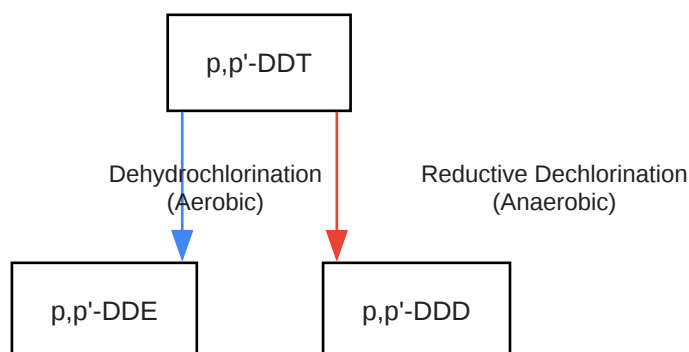 p,p'-DDT
Dehydrochlorination
(Aerobic)
Reductive Dechlorination
(Anaerobic)
p,p'-DDE
p,p'-DDD